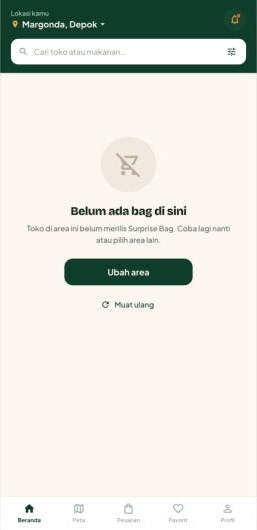 Lokasi kamu
Margonda, Depok
Cari toko atau makanan...
Belum ada bag di sini
Toko di area ini belum merilis Surprise Bag. Coba lagi nanti
atau pilih area lain.
Ubah area
Muat ulang
Beranda Peta Pesanan Favorit Profil